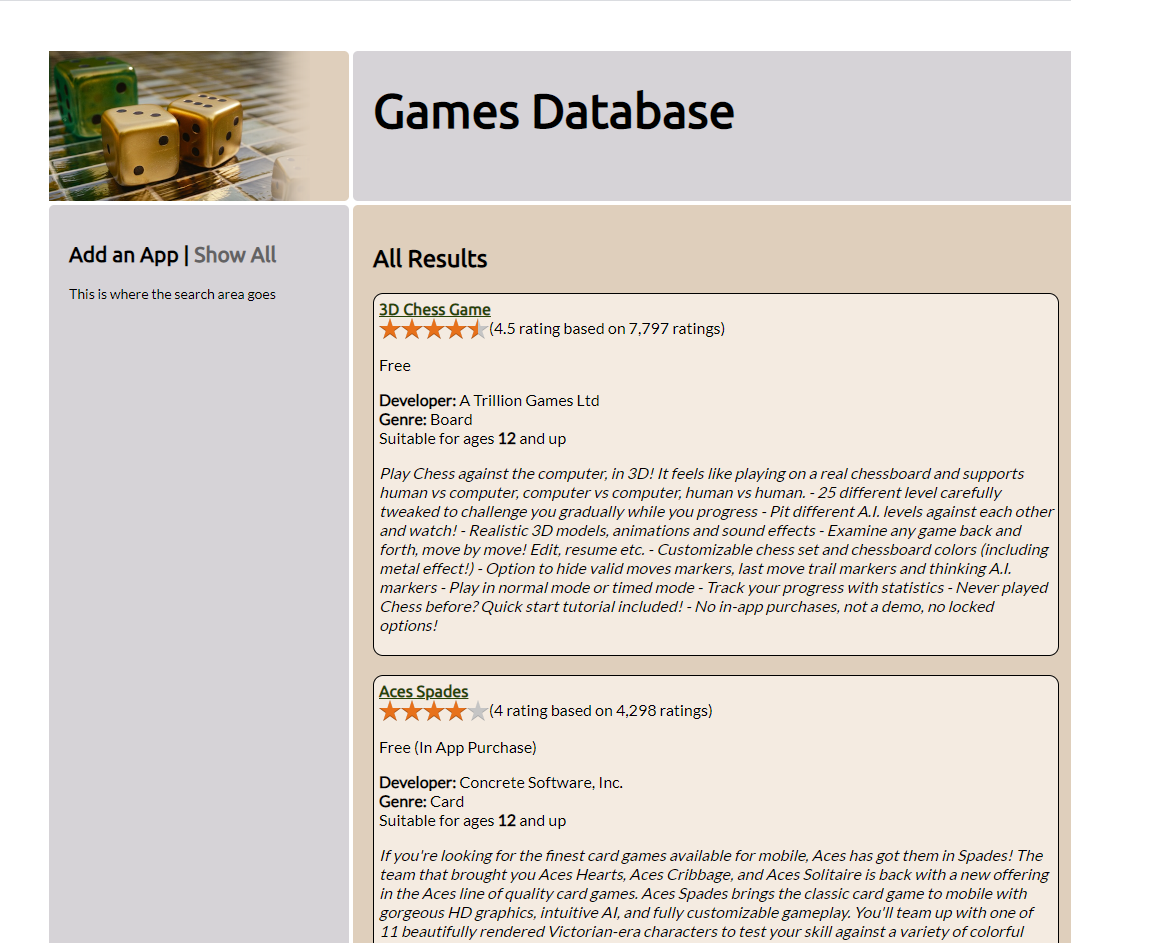 Games Database
Add an App | Show All
This is where the search area goes
All Results
3D Chess Game
(4.5 rating based on 7,797 ratings)
Free
Developer: A Trillion Games Ltd
Genre: Board
Suitable for ages 12 and up
Play Chess against the computer, in 3D! It feels like playing on a real chessboard and supports
human vs computer, computer vs computer, human vs human. - 25 different level carefully
tweaked to challenge you gradually while you progress - Pit different A.I. levels against each other
and watch! - Realistic 3D models, animations and sound effects - Examine any game back and
forth, move by move! Edit, resume etc. - Customizable chess set and chessboard colors (including
metal effect!) - Option to hide valid moves markers, last move trail markers and thinking A.I.
markers - Play in normal mode or timed mode - Track your progress with statistics - Never played
Chess before? Quick start tutorial included! - No in-app purchases, not a demo, no locked
options!
Aces Spades
(4 rating based on 4,298 ratings)
Free (In App Purchase)
Developer: Concrete Software, Inc.
Genre: Card
Suitable for ages 12 and up
If you're looking for the finest card games available for mobile, Aces has got them in Spades! The
team that brought you Aces Hearts, Aces Cribbage, and Aces Solitaire is back with a new offering
in the Aces line of quality card games. Aces Spades brings the classic card game to mobile with
gorgeous HD graphics, intuitive AI, and fully customizable gameplay. You'll team up with one of
11 beautifully rendered Victorian-era characters to test your skill against a variety of colorful